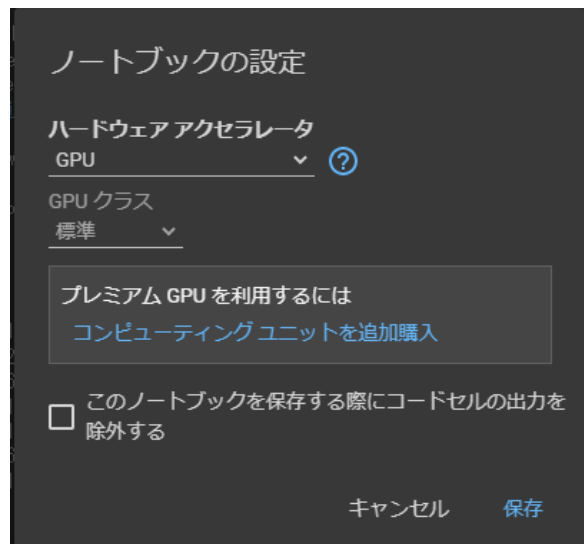 ノートブックの設定
ハードウェア アクセラレータ
GPU
GPU クラス
標準
プレミアム GPU を利用するには
コンピューティング ユニットを追加購入
このノートブックを保存する際にコードセルの出力を
除外する
キャンセル 保存